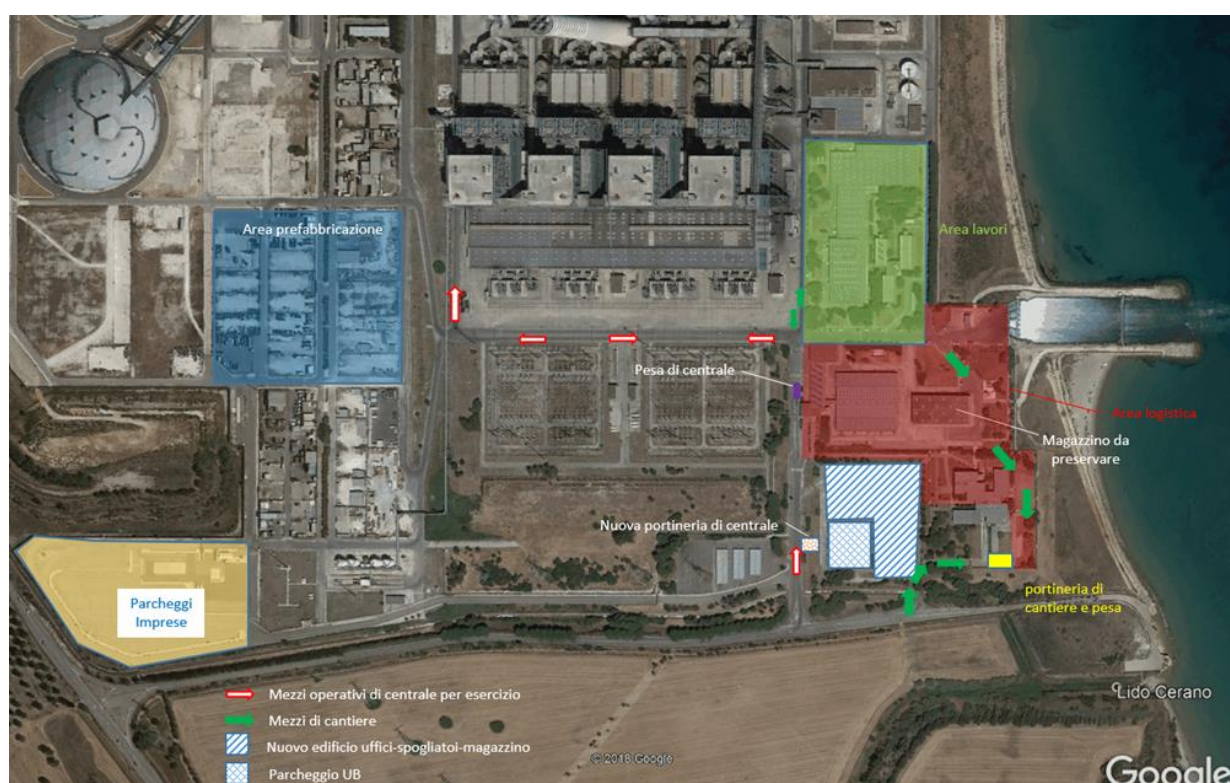 Area prefabbricazione
Area lavori
Pesa di centrale
Area logistica
Magazzino da
preservare
Nuova portineria di centrale
portineria di
cantiere e pesa
Parcheggi
Imprese
Mezzi operativi di centrale per esercizio
Mezzi di cantiere
Lido Cerano
Nuovo edificio uffici-spogliatoi-magazzino
© 2018 Google
Parcheggio UB
Google